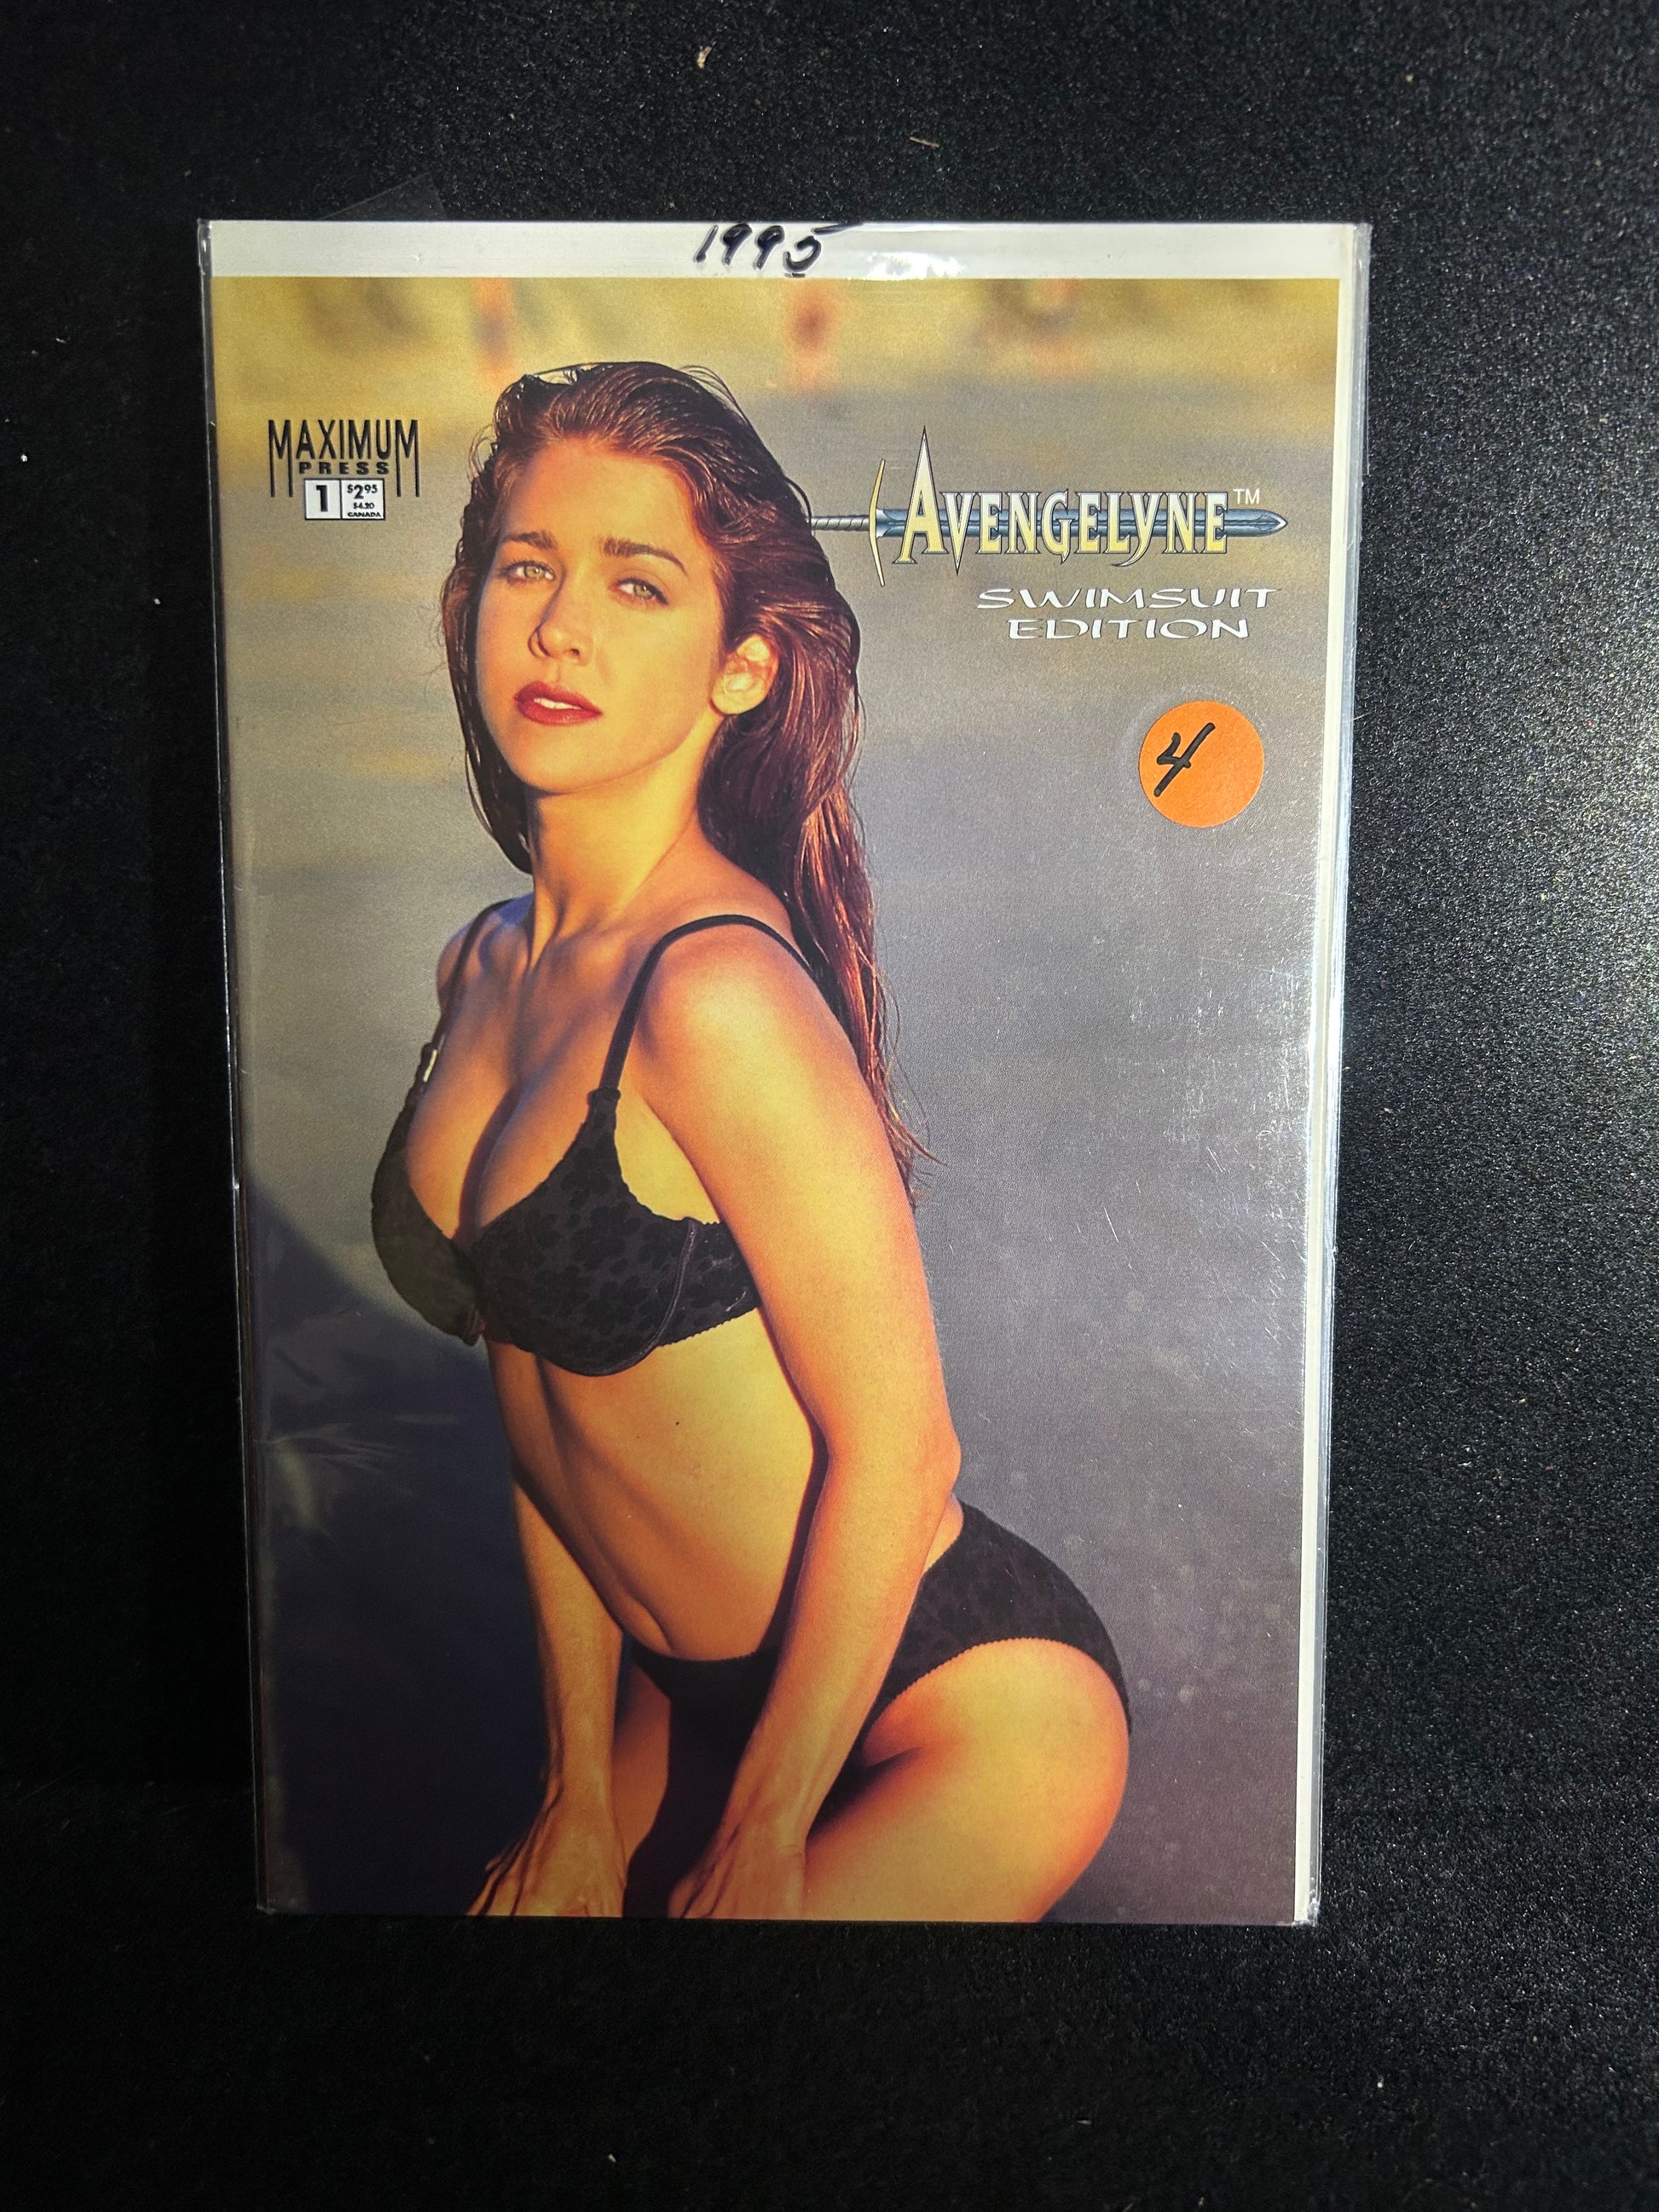 1995
MAXIMUM
PRESS
1
$2.95
$4.20
CANADA
AVENGELYNE™
SWIMSUIT
EDITION
4